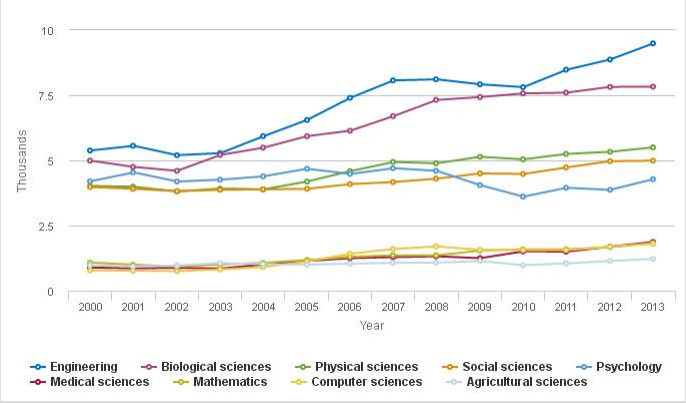 10
7.5
5
2.5
0
Thousands
2000 2001 2002 2003 2004 2005 2006 2007 2008 2009 2010 2011 2012 2013
Year
Engineering Biological sciences Physical sciences Social sciences Psychology
Medical sciences Mathematics Computer sciences Agricultural sciences